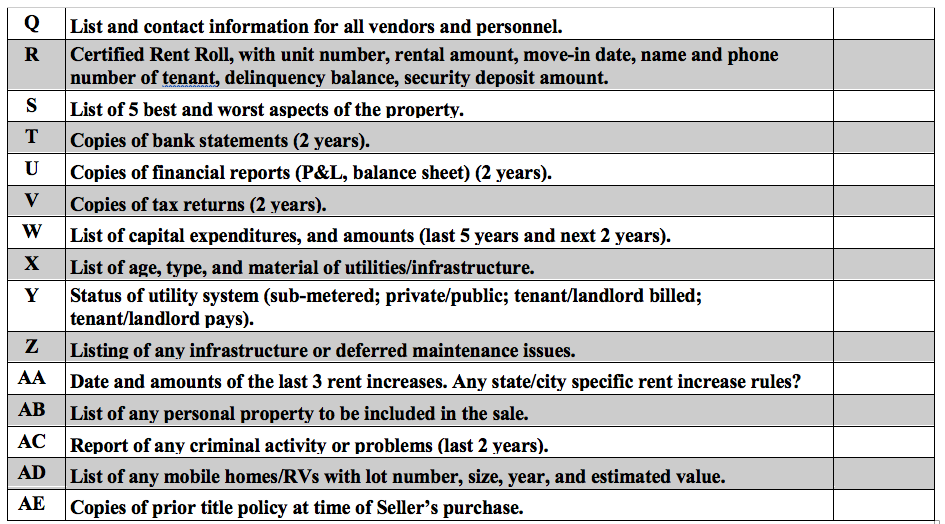 Q List and contact information for all vendors and personnel.
R Certified Rent Roll, with unit number, rental amount, move-in date, name and phone
number of tenant, delinquency balance, security deposit amount.
S List of 5 best and worst aspects of the property.
T Copies of bank statements (2 years).
U Copies of financial reports (P&L, balance sheet) (2 years).
V Copies of tax returns (2 years).
W List of capital expenditures, and amounts (last 5 years and next 2 years).
X List of age, type, and material of utilities/infrastructure.
Y Status of utility system (sub-metered; private/public; tenant/landlord billed;
tenant/landlord pays).
Z Listing of any infrastructure or deferred maintenance issues.
AA Date and amounts of the last 3 rent increases. Any state/city specific rent increase rules?
AB List of any personal property to be included in the sale.
AC Report of any criminal activity or problems (last 2 years).
AD List of any mobile homes/RVs with lot number, size, year, and estimated value.
AE Copies of prior title policy at time of Seller’s purchase.